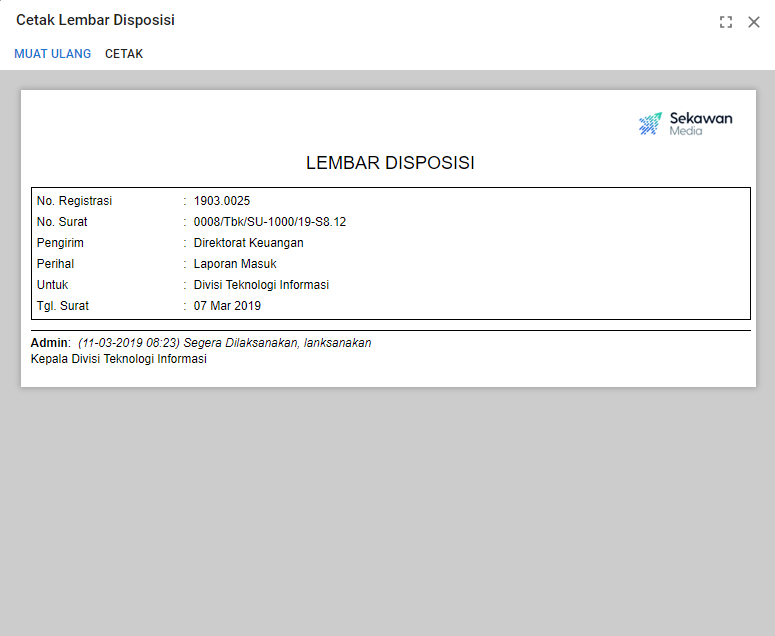 Cetak Lembar Disposisi
MUAT ULANG CETAK
Sekawan
Media
LEMBAR DISPOSISI
No. Registrasi : 1903.0025
No. Surat : 0008/Tbk/SU-1000/19-S8.12
Pengirim : Direktorat Keuangan
Perihal : Laporan Masuk
Untuk : Divisi Teknologi Informasi
Tgl. Surat : 07 Mar 2019
Admin: (11-03-2019 08:23) Segera Dilaksanakan, lanksanakan
Kepala Divisi Teknologi Informasi